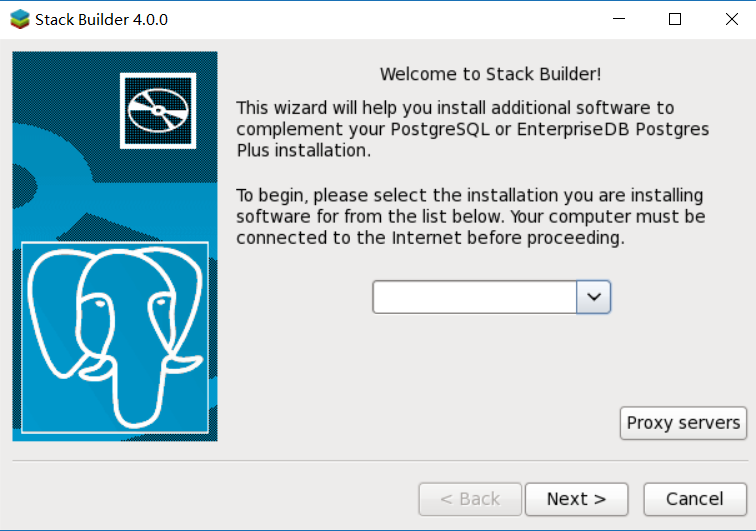 Stack Builder 4.0.0
Welcome to Stack Builder!
This wizard will help you install additional software to
complement your PostgreSQL or EnterpriseDB Postgres
Plus installation.
To begin, please select the installation you are installing
software for from the list below. Your computer must be
connected to the Internet before proceeding.
Proxy servers
< Back
Next >
Cancel